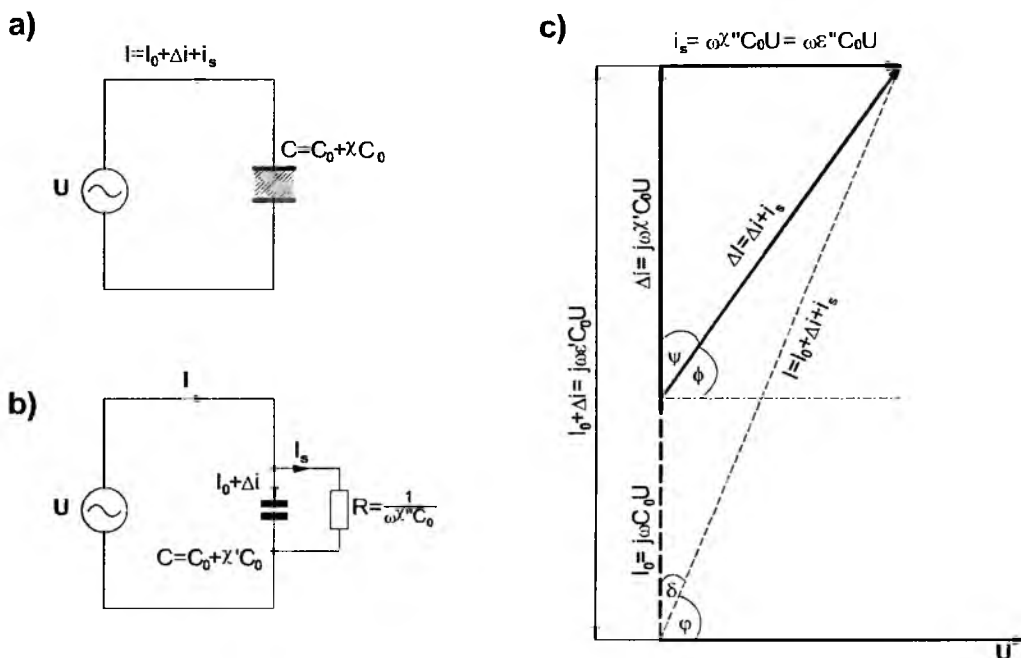 a)
I=I₀+Δi+iₛ
C=C₀+χC₀
U
b)
I
Iₛ
I₀+Δi
R=1/ωχ"C₀
U
C=C₀+χ'C₀
c)
iₛ= ωχ"C₀U= ωε"C₀U
Δi= jωχ'C₀U
ΔI=Δi+iₛ
I₀+Δi= jωε'C₀U
I=I₀+Δi+iₛ
ψ
ϕ
I₀= jωC₀U
δ
φ
U